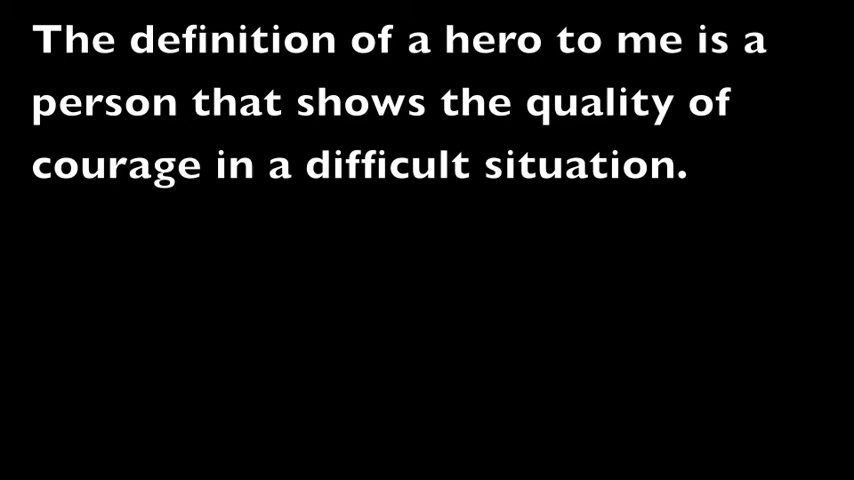 The definition of a hero to me is a
person that shows the quality of
courage in a difficult situation.